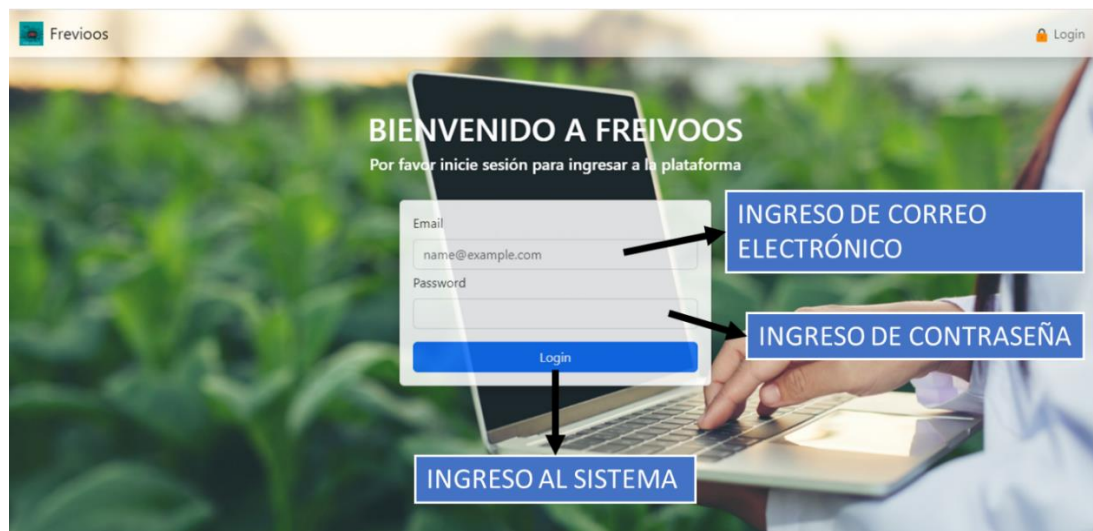 Frevioos
Login
BIENVENIDO A FREIVOOS
Por favor inicie sesión para ingresar a la plataforma
Email
name@example.com
Password
Login
INGRESO DE CORREO
ELECTRÓNICO
INGRESO DE CONTRASEÑA
INGRESO AL SISTEMA